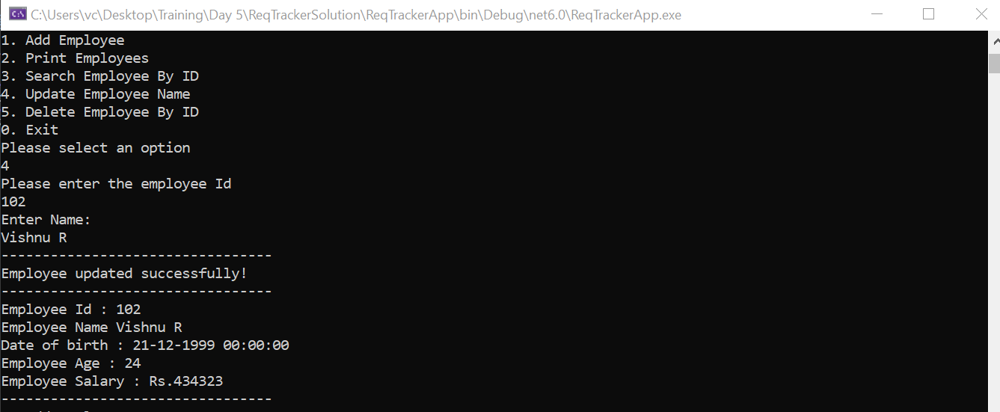 C:\Users\vc\Desktop\Training\Day 5\ReqTrackerSolution\ReqTrackerApp\bin\Debug\net6.0\ReqTrackerApp.exe
1. Add Employee
2. Print Employees
3. Search Employee By ID
4. Update Employee Name
5. Delete Employee By ID
0. Exit
Please select an option
4
Please enter the employee Id
102
Enter Name:
Vishnu R
---------------------------------
Employee updated successfully!
---------------------------------
Employee Id : 102
Employee Name Vishnu R
Date of birth : 21-12-1999 00:00:00
Employee Age : 24
Employee Salary : Rs.434323
---------------------------------